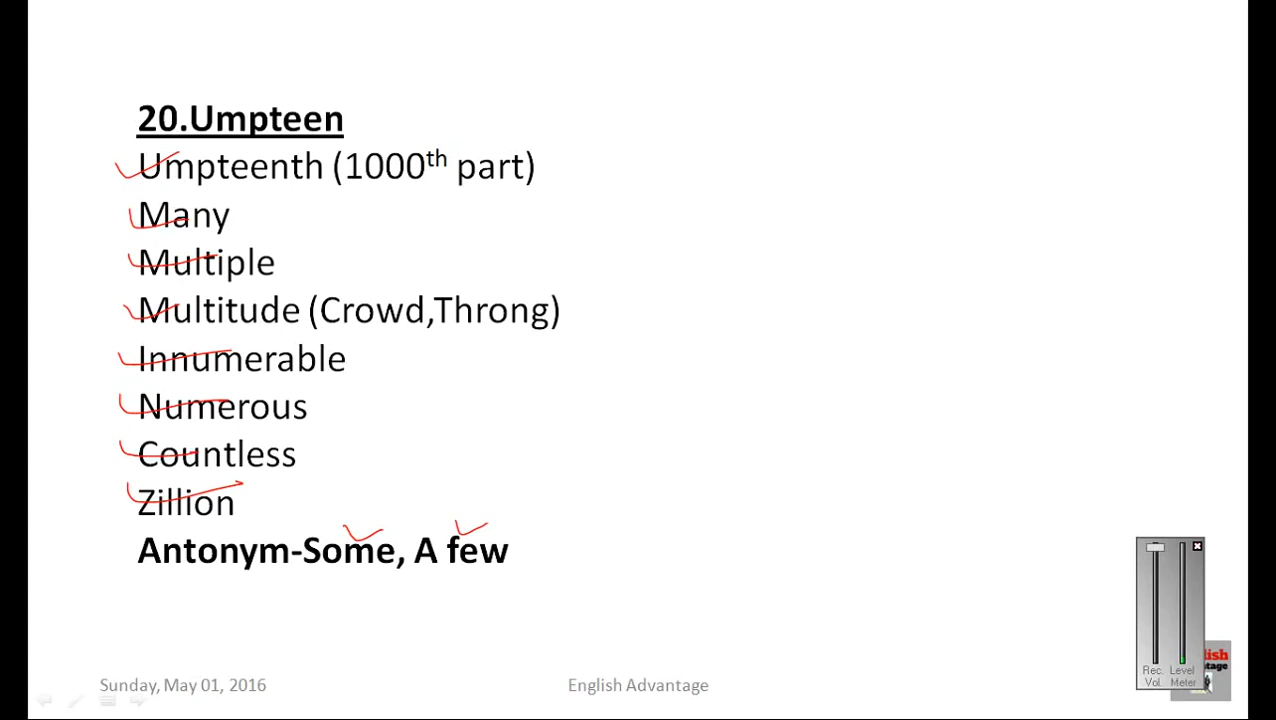 20.Umpteen
Umpteenth (1000th part)
Many
Multiple
Multitude (Crowd,Throng)
Innumerable
Numerous
Countless
Zillion
Antonym-Some, A few
Sunday, May 01, 2016
English Advantage
Rec. Vol.
Level Meter